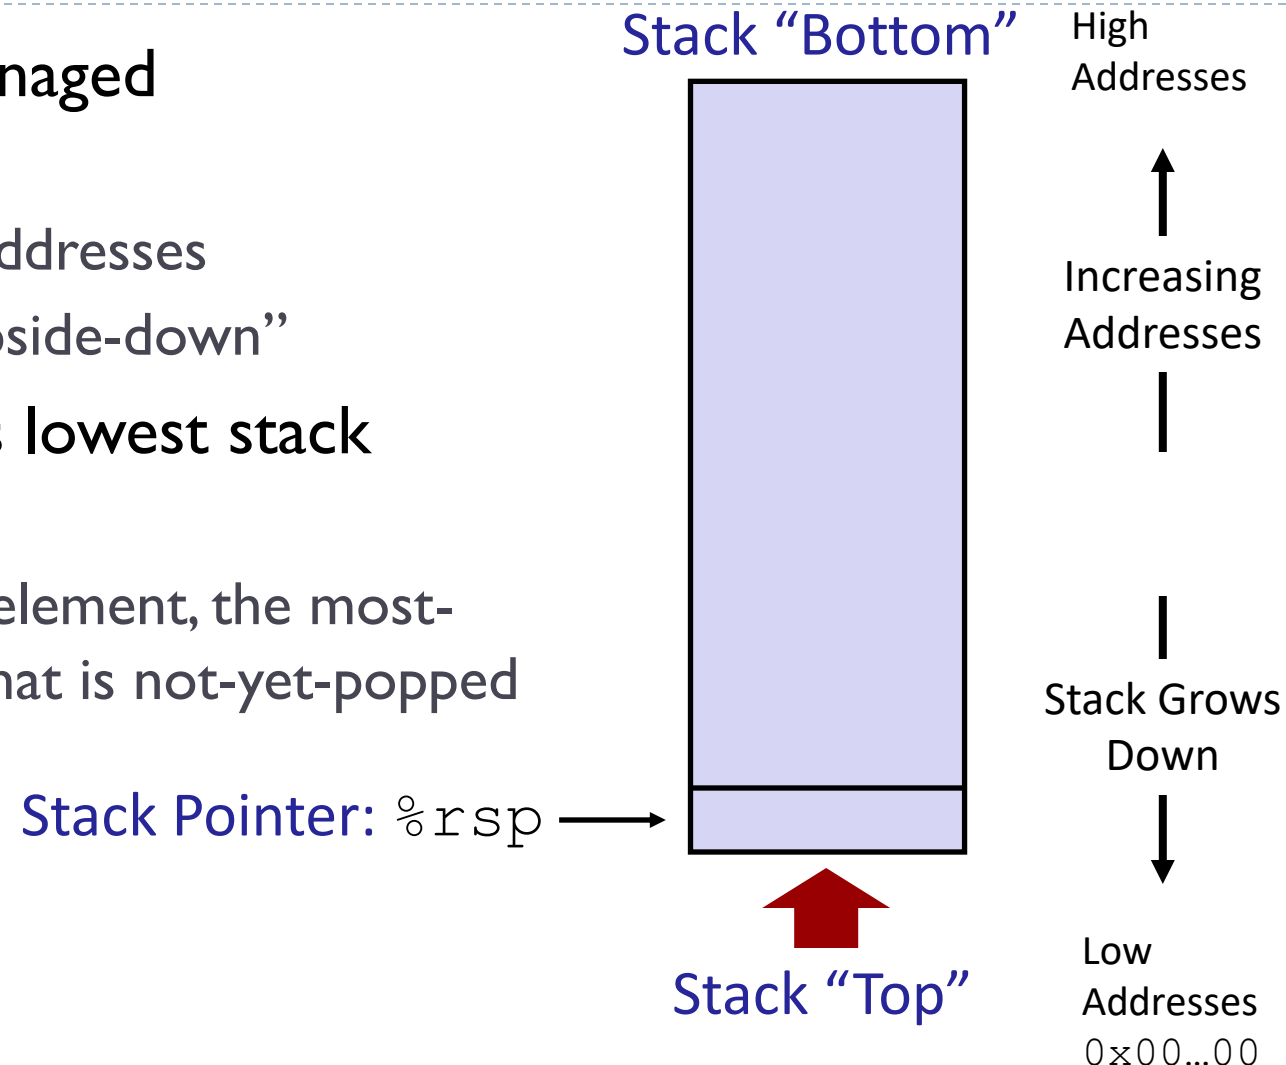 naged
ddresses
oside-down”
s lowest stack
element, the most-
hat is not-yet-popped
Stack Pointer: %rsp
Stack “Bottom”
Stack “Top”
High
Addresses
Increasing
Addresses
Stack Grows
Down
Low
Addresses
0x00…00